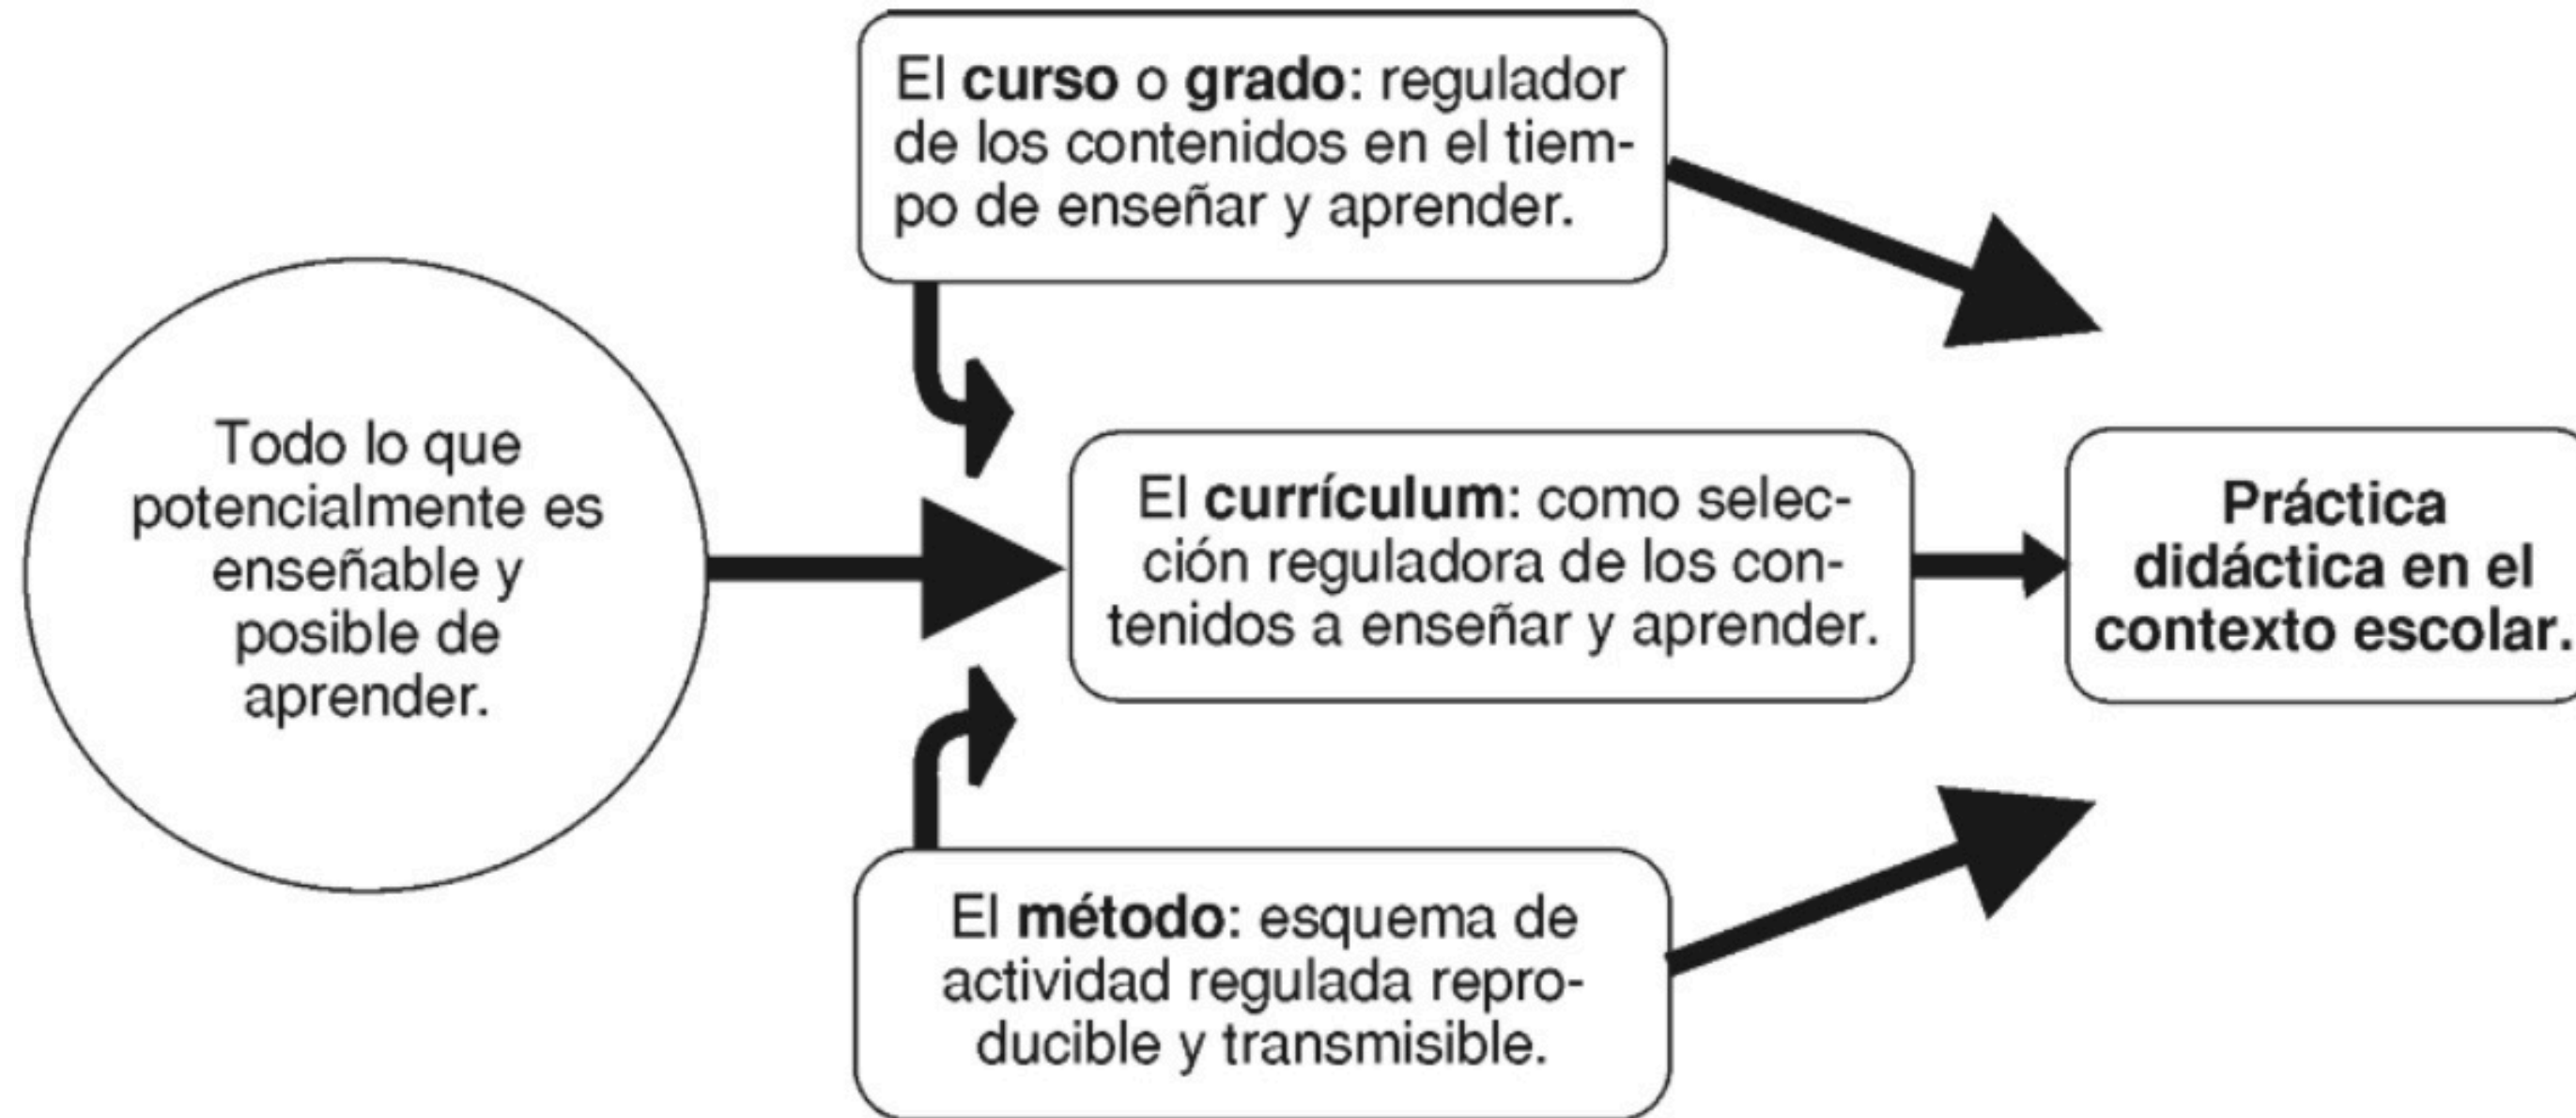 El curso o grado: regulador
de los contenidos en el tiem-
po de enseñar y aprender.
Todo lo que
potencialmente es
enseñable y
posible de
aprender.
El currículum: como selec-
ción reguladora de los con-
tenidos a enseñar y aprender.
Práctica
didáctica en el
contexto escolar.
El método: esquema de
actividad regulada repro-
ducible y transmisible.